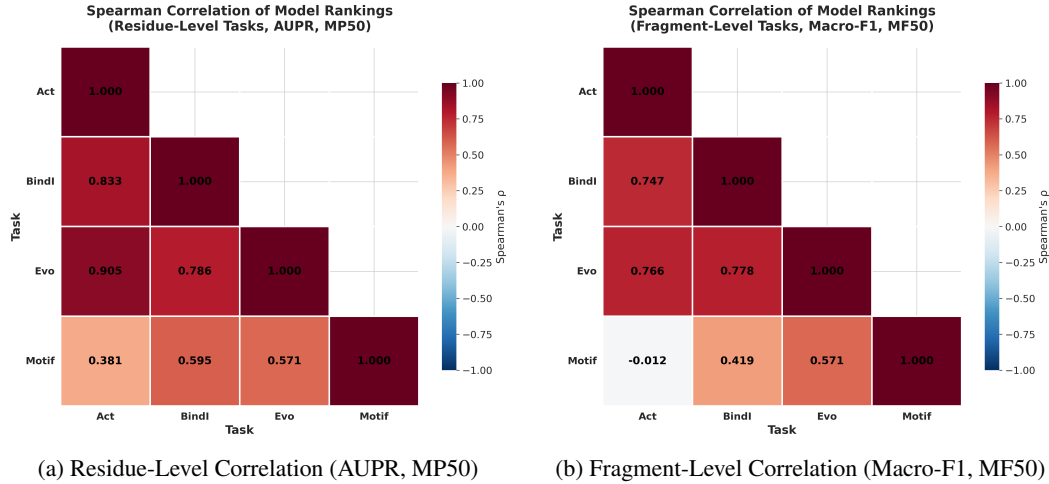 Spearman Correlation of Model Rankings
(Residue-Level Tasks, AUPR, MP50)
Act
BindI
Evo
Motif
Task
1.000
0.833 1.000
0.905 0.786 1.000
0.381 0.595 0.571 1.000
Act BindI Evo Motif
Task
1.00
0.75
0.50
0.25
0.00
−0.25
−0.50
−0.75
−1.00
Spearman's ρ
(a) Residue-Level Correlation (AUPR, MP50)
Spearman Correlation of Model Rankings
(Fragment-Level Tasks, Macro-F1, MF50)
Act
BindI
Evo
Motif
Task
1.000
0.747 1.000
0.766 0.778 1.000
-0.012 0.419 0.571 1.000
Act BindI Evo Motif
Task
1.00
0.75
0.50
0.25
0.00
−0.25
−0.50
−0.75
−1.00
Spearman's ρ
(b) Fragment-Level Correlation (Macro-F1, MF50)